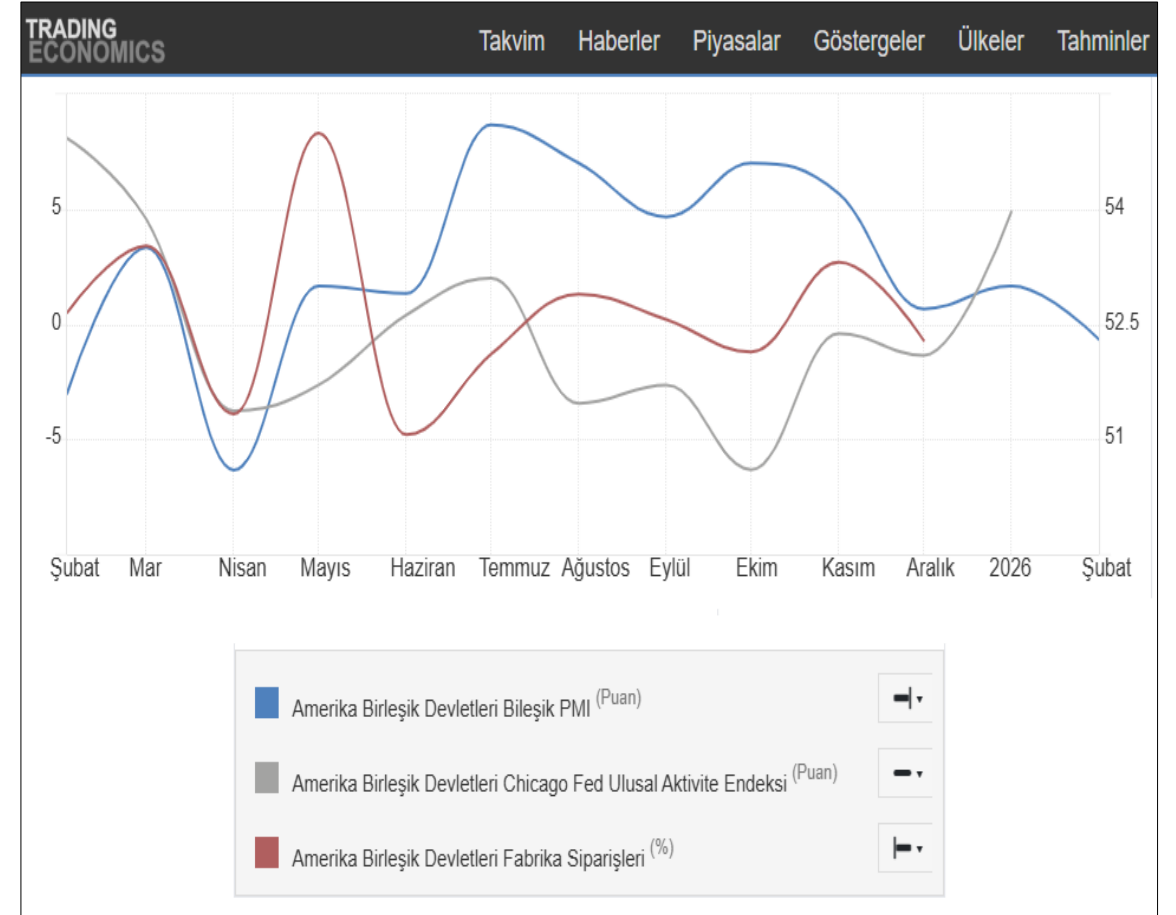 TRADING
ECONOMICS
Takvim Haberler Piyasalar Göstergeler Ülkeler Tahminler
5 54
0 52.5
-5 51
Şubat Mar Nisan Mayıs Haziran Temmuz Ağustos Eylül Ekim Kasım Aralık 2026 Şubat
Amerika Birleşik Devletleri Bileşik PMI (Puan)
Amerika Birleşik Devletleri Chicago Fed Ulusal Aktivite Endeksi (Puan)
Amerika Birleşik Devletleri Fabrika Siparişleri (%)